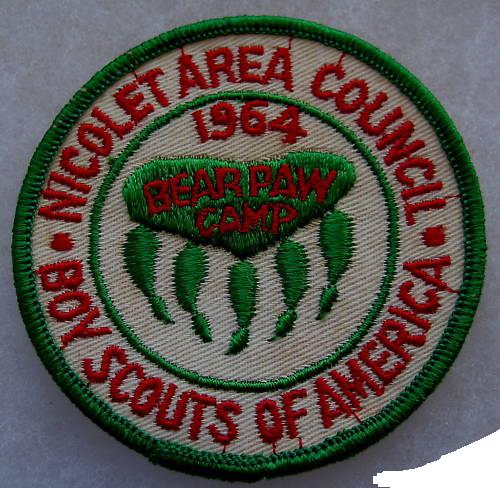 NICOLET AREA COUNCIL
1964
BEAR PAW
CAMP
BOY SCOUTS OF AMERICA